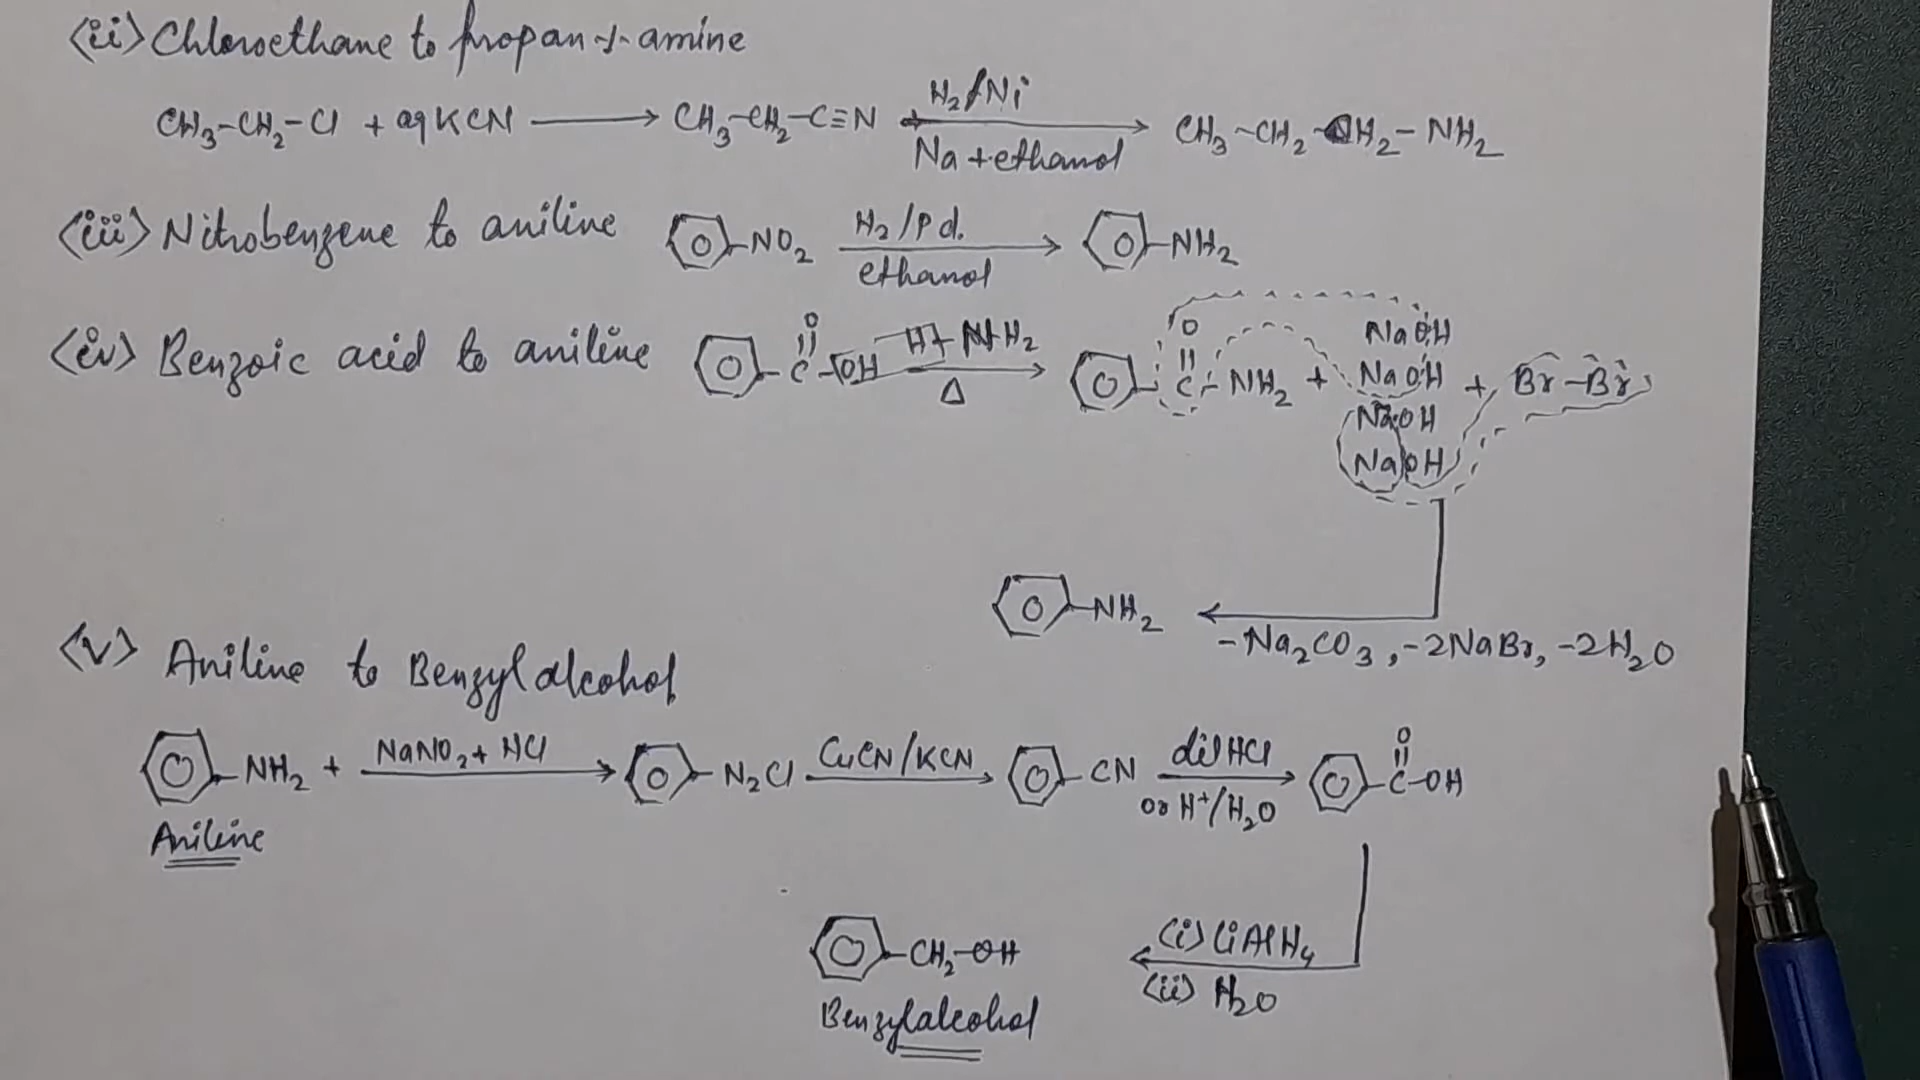 (ii) Chloroethane to propan-1-amine
CH3-CH2-Cl + aq KCN ⟶ CH3-CH2-C≡N H2/Ni Na+ethanol ⟶ CH3-CH2-CH2-NH2
(iii) Nitrobenzene to aniline -NO2 H2/Pd. ethanol ⟶ -NH2
(iv) Benzoic acid to aniline O C-OH H-NH2 Δ ⟶ O C-NH2 + NaOH NaOH NaOH NaOH + Br-Br
-NH2 ⟵ -Na2CO3, -2NaBr, -2H2O
(v) Aniline to Benzylalcohol
-NH2 + NaNO2+HCl ⟶ -N2Cl CuCN/KCN ⟶ -CN dil HCl or H+/H2O ⟶ O C-OH
Aniline
-CH2-OH ⟵ (i) LiAlH4 (ii) H2O
Benzylalcohol